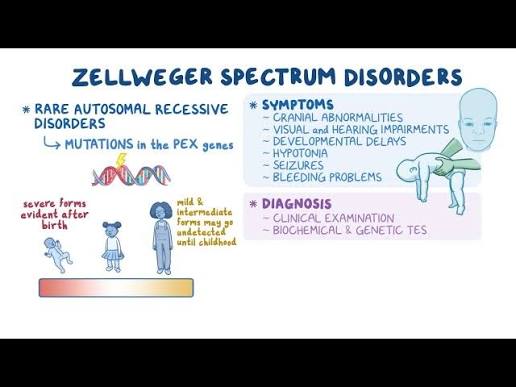 ZELLWEGER SPECTRUM DISORDERS
* RARE AUTOSOMAL RECESSIVE
DISORDERS
↳ MUTATIONS in the PEX genes
severe forms
evident after
birth
mild &
intermediate
forms may go
undetected
until childhood
* SYMPTOMS
~ CRANIAL ABNORMALITIES
~ VISUAL and HEARING IMPAIRMENTS
~ DEVELOPMENTAL DELAYS
~ HYPOTONIA
~ SEIZURES
~ BLEEDING PROBLEMS
* DIAGNOSIS
~ CLINICAL EXAMINATION
~ BIOCHEMICAL & GENETIC TES